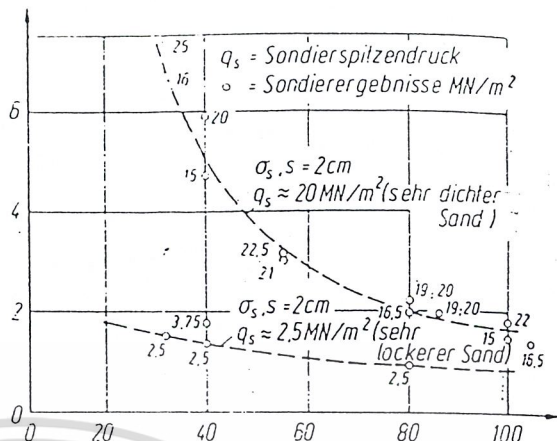 25
q_s = Sondierspitzendruck
16
o = Sondierergebnisse MN/m²
6
20
15
σ_s, s = 2cm
q_s ≈ 20 MN/m² (sehr dichter
Sand)
4
22,5
21
19÷20
σ_s, s = 2cm
16,5
19÷20
22
2
3,75
q_s ≈ 2,5 MN/m² (sehr
lockerer Sand)
15
16,5
2,5
2,5
2,5
0
0 20 40 60 80 100